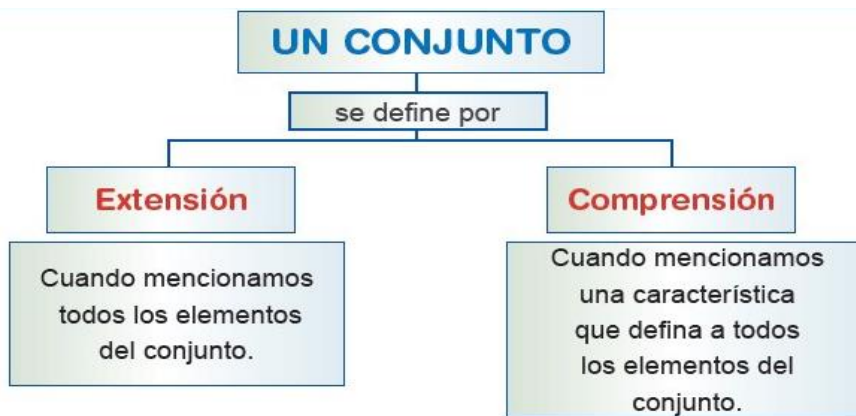 UN CONJUNTO
se define por
Extensión
Cuando mencionamos
todos los elementos
del conjunto.
Comprensión
Cuando mencionamos
una característica
que defina a todos
los elementos del
conjunto.